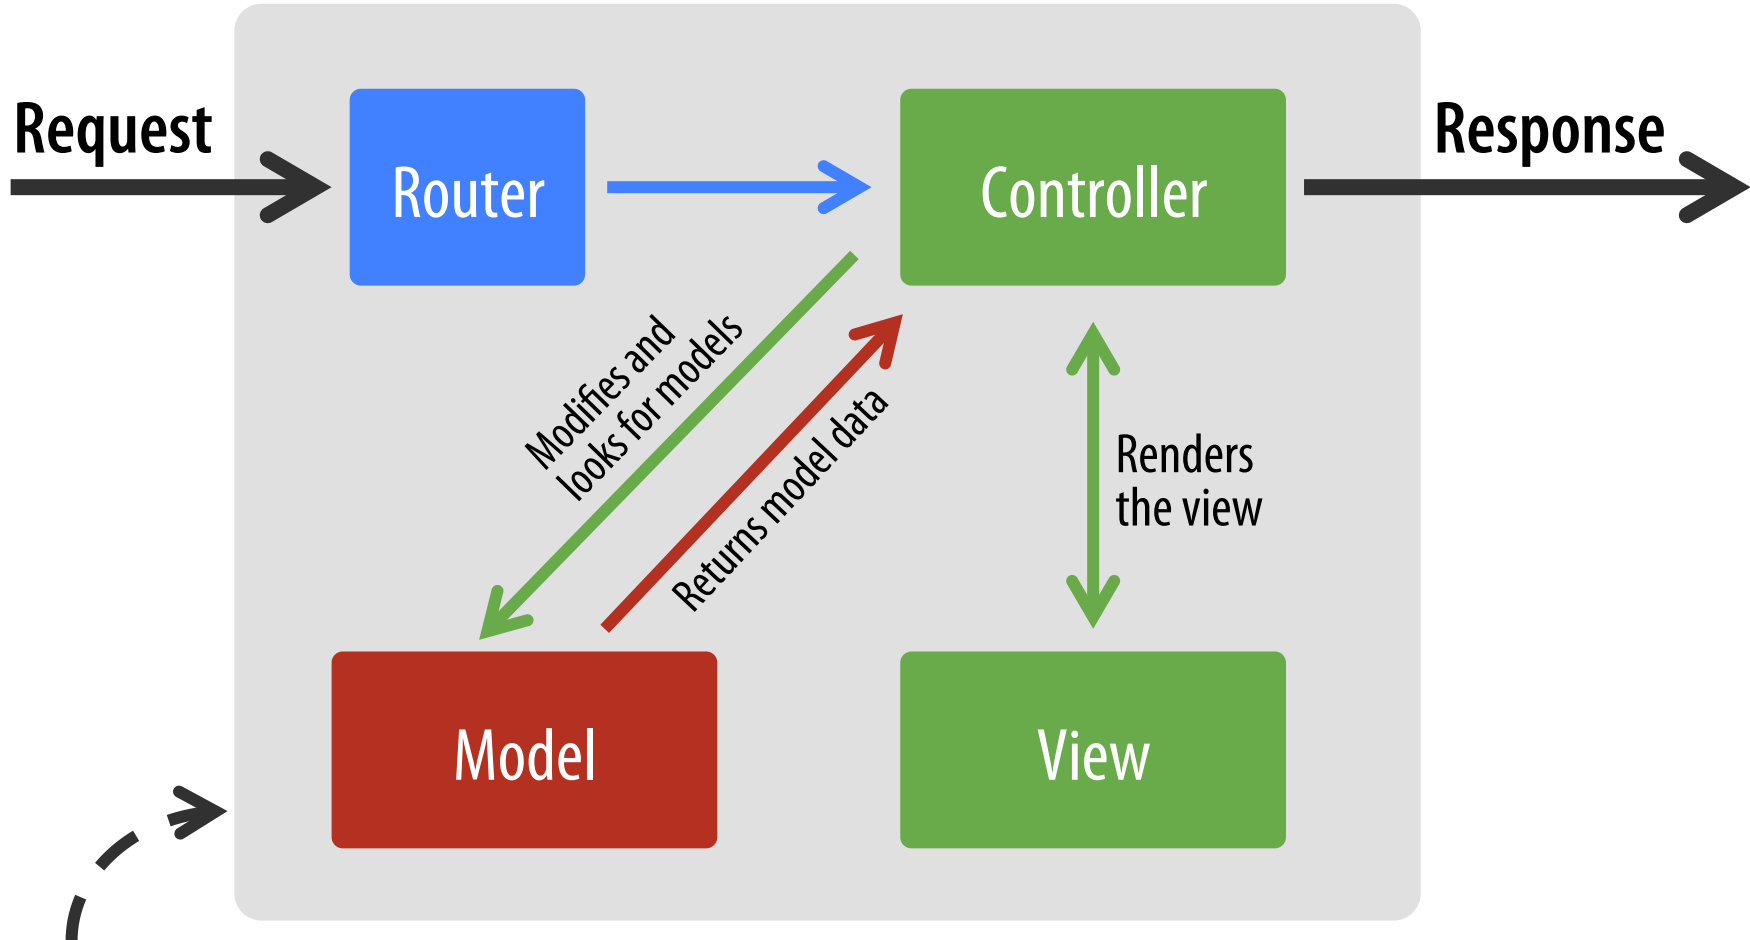 Request
Response
Router
Controller
Modifies and
looks for models
Returns model data
Renders
the view
Model
View